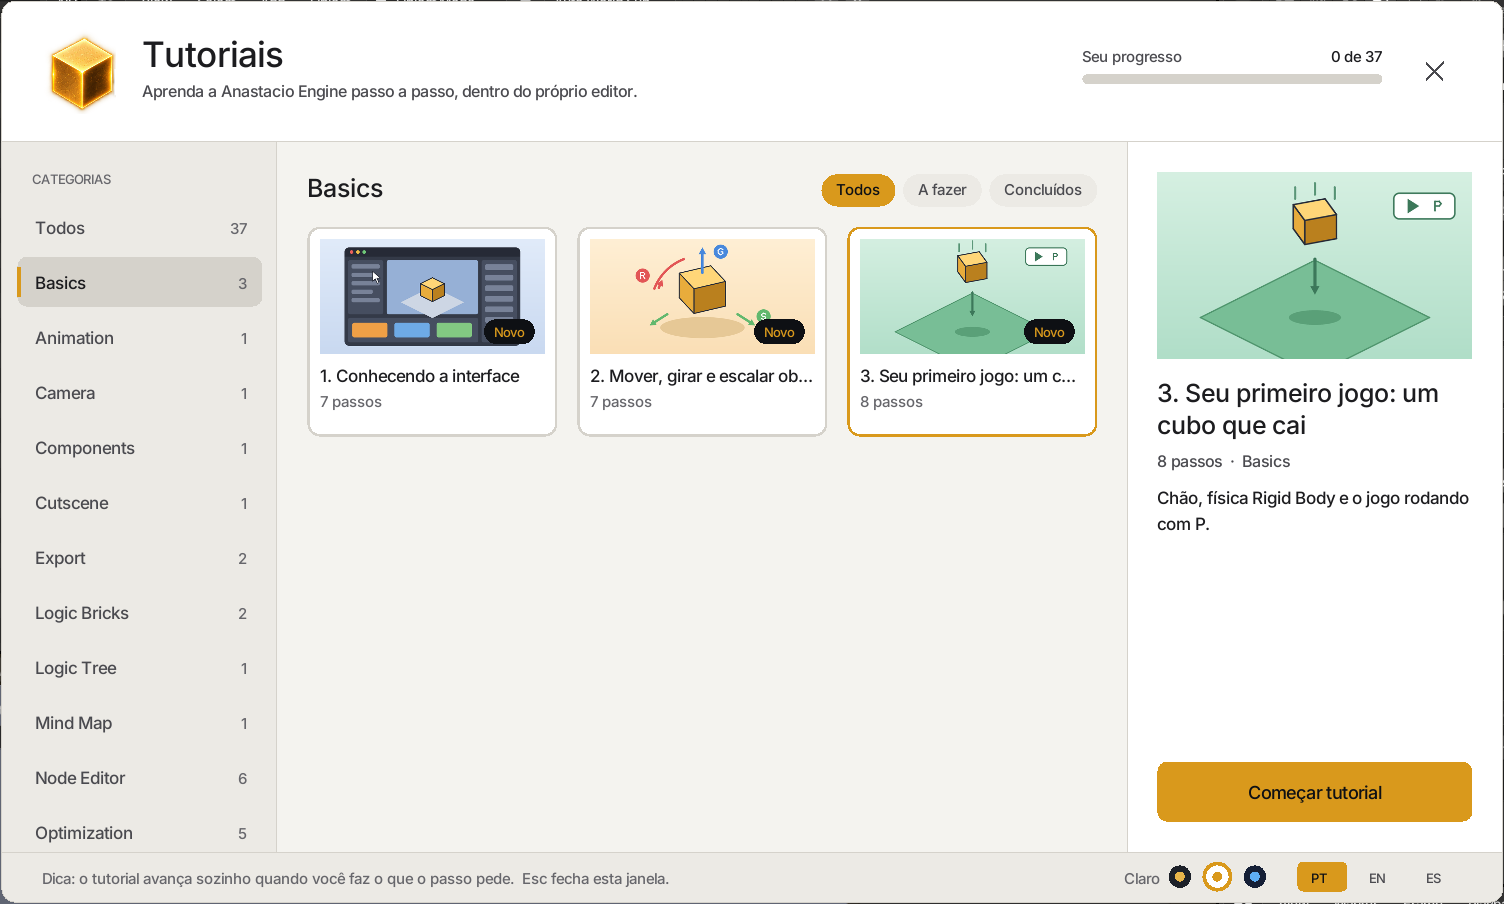 Tutoriais
Aprenda a Anastacio Engine passo a passo, dentro do próprio editor.
Seu progresso
0 de 37
CATEGORIAS
Todos 37
Basics 3
Animation 1
Camera 1
Components 1
Cutscene 1
Export 2
Logic Bricks 2
Logic Tree 1
Mind Map 1
Node Editor 6
Optimization 5
Basics
Todos
A fazer
Concluídos
Novo
1. Conhecendo a interface
7 passos
R
G
S
Novo
2. Mover, girar e escalar ob...
7 passos
P
Novo
3. Seu primeiro jogo: um c...
8 passos
P
3. Seu primeiro jogo: um
cubo que cai
8 passos · Basics
Chão, física Rigid Body e o jogo rodando
com P.
Começar tutorial
Dica: o tutorial avança sozinho quando você faz o que o passo pede. Esc fecha esta janela.
Claro
PT
EN
ES